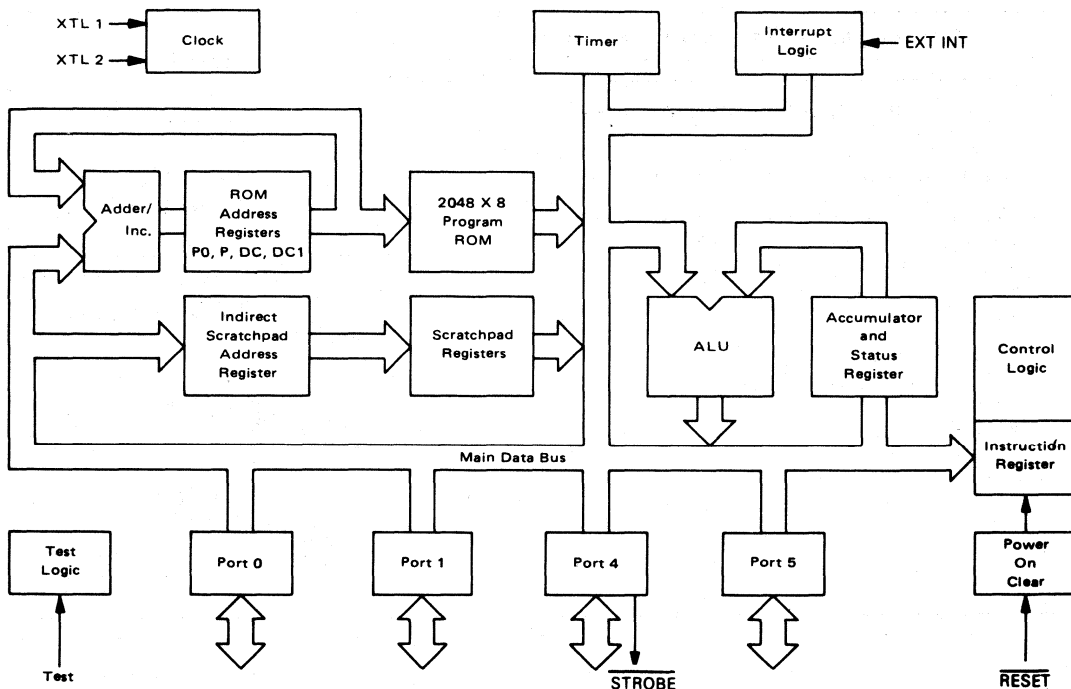 XTL 1
XTL 2
Clock
Timer
Interrupt
Logic
EXT INT
Adder/
Inc.
ROM
Address
Registers
P0, P, DC, DC1
2048 X 8
Program
ROM
Indirect
Scratchpad
Address
Register
Scratchpad
Registers
ALU
Accumulator
and
Status
Register
Control
Logic
Instruction
Register
Main Data Bus
Test
Logic
Port 0
Port 1
Port 4
Port 5
Power
On
Clear
Test
STROBE
RESET